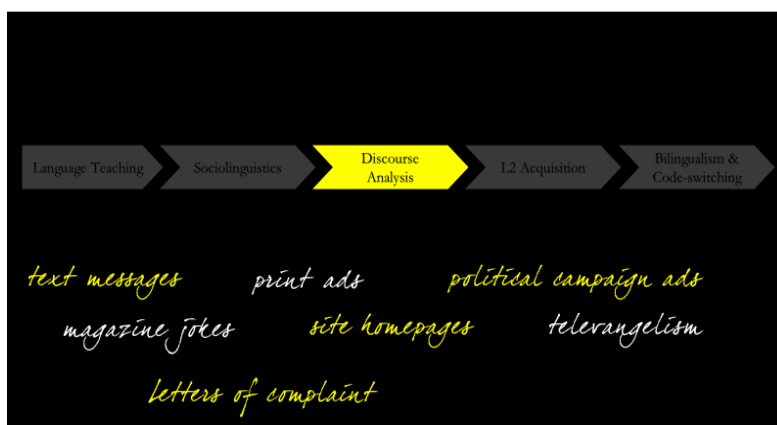 Language Teaching
Sociolinguistics
Discourse
Analysis
L2 Acquisition
Bilingualism &
Code-switching
text messages
print ads
political campaign ads
magazine jokes
site homepages
televangelism
letters of complaint